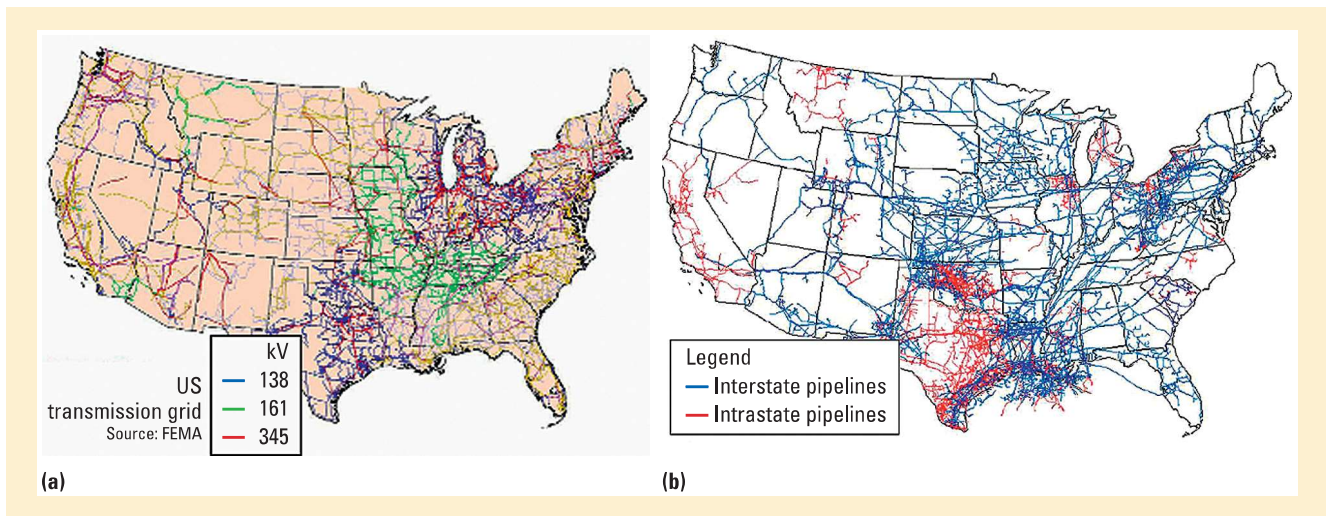 kV
138
161
345
US
transmission grid
Source: FEMA
(a)
Legend
Interstate pipelines
Intrastate pipelines
(b)